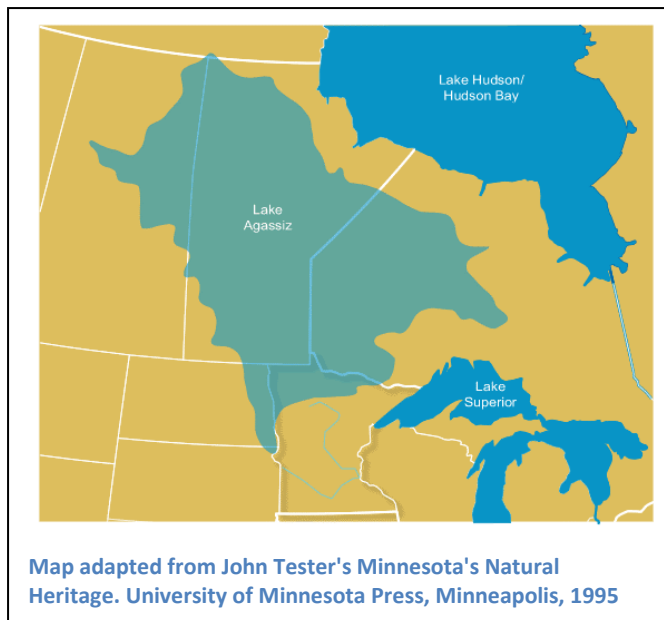 Lake Hudson/
Hudson Bay
Lake
Agassiz
Lake
Superior
Map adapted from John Tester's Minnesota's Natural
Heritage. University of Minnesota Press, Minneapolis, 1995